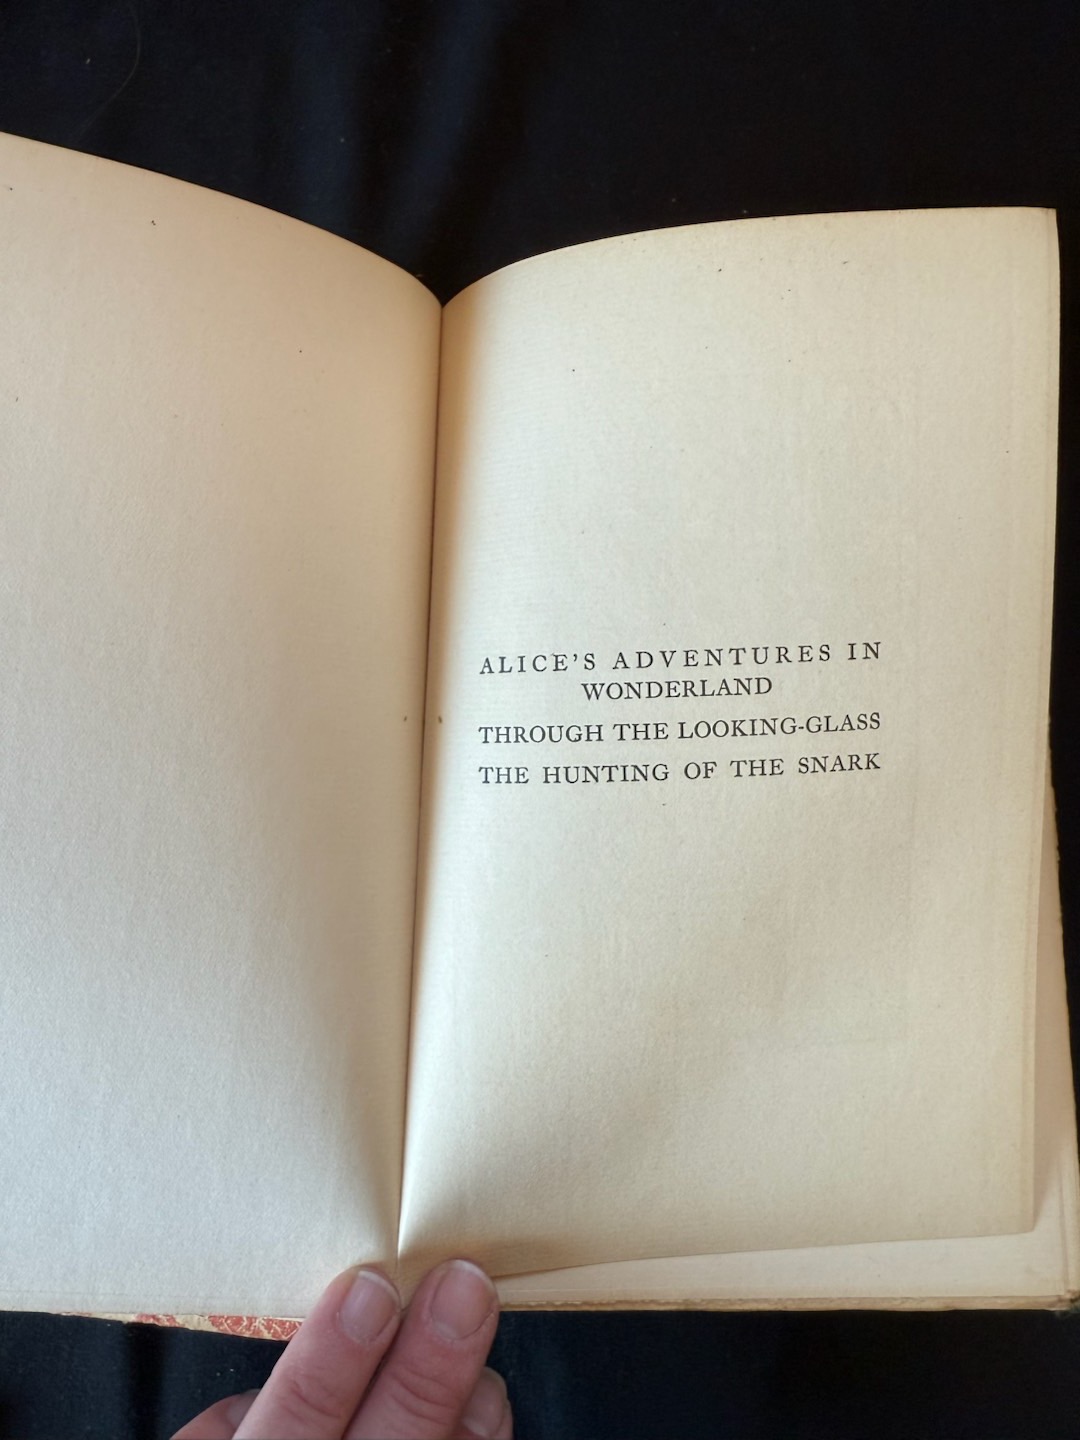 ALICE'S ADVENTURES IN
WONDERLAND
THROUGH THE LOOKING-GLASS
THE HUNTING OF THE SNARK